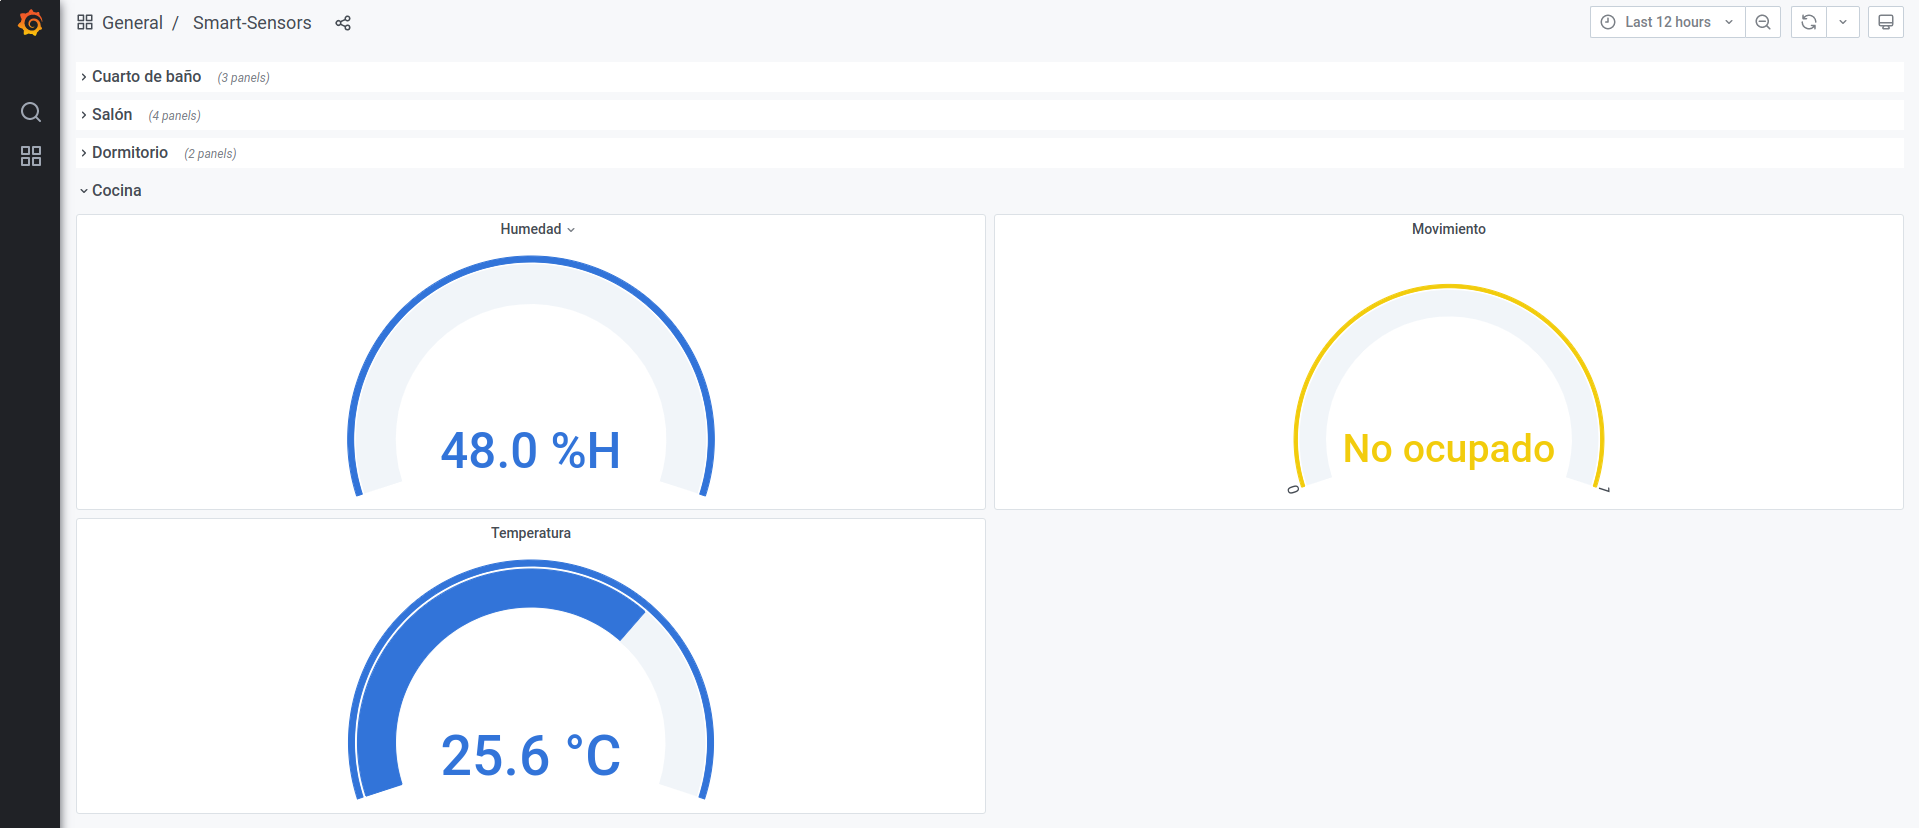 General / Smart-Sensors
Last 12 hours
Cuarto de baño (3 panels)
Salón (4 panels)
Dormitorio (2 panels)
Cocina
Humedad
48.0 %H
Movimiento
No ocupado
0
1
Temperatura
25.6 °C